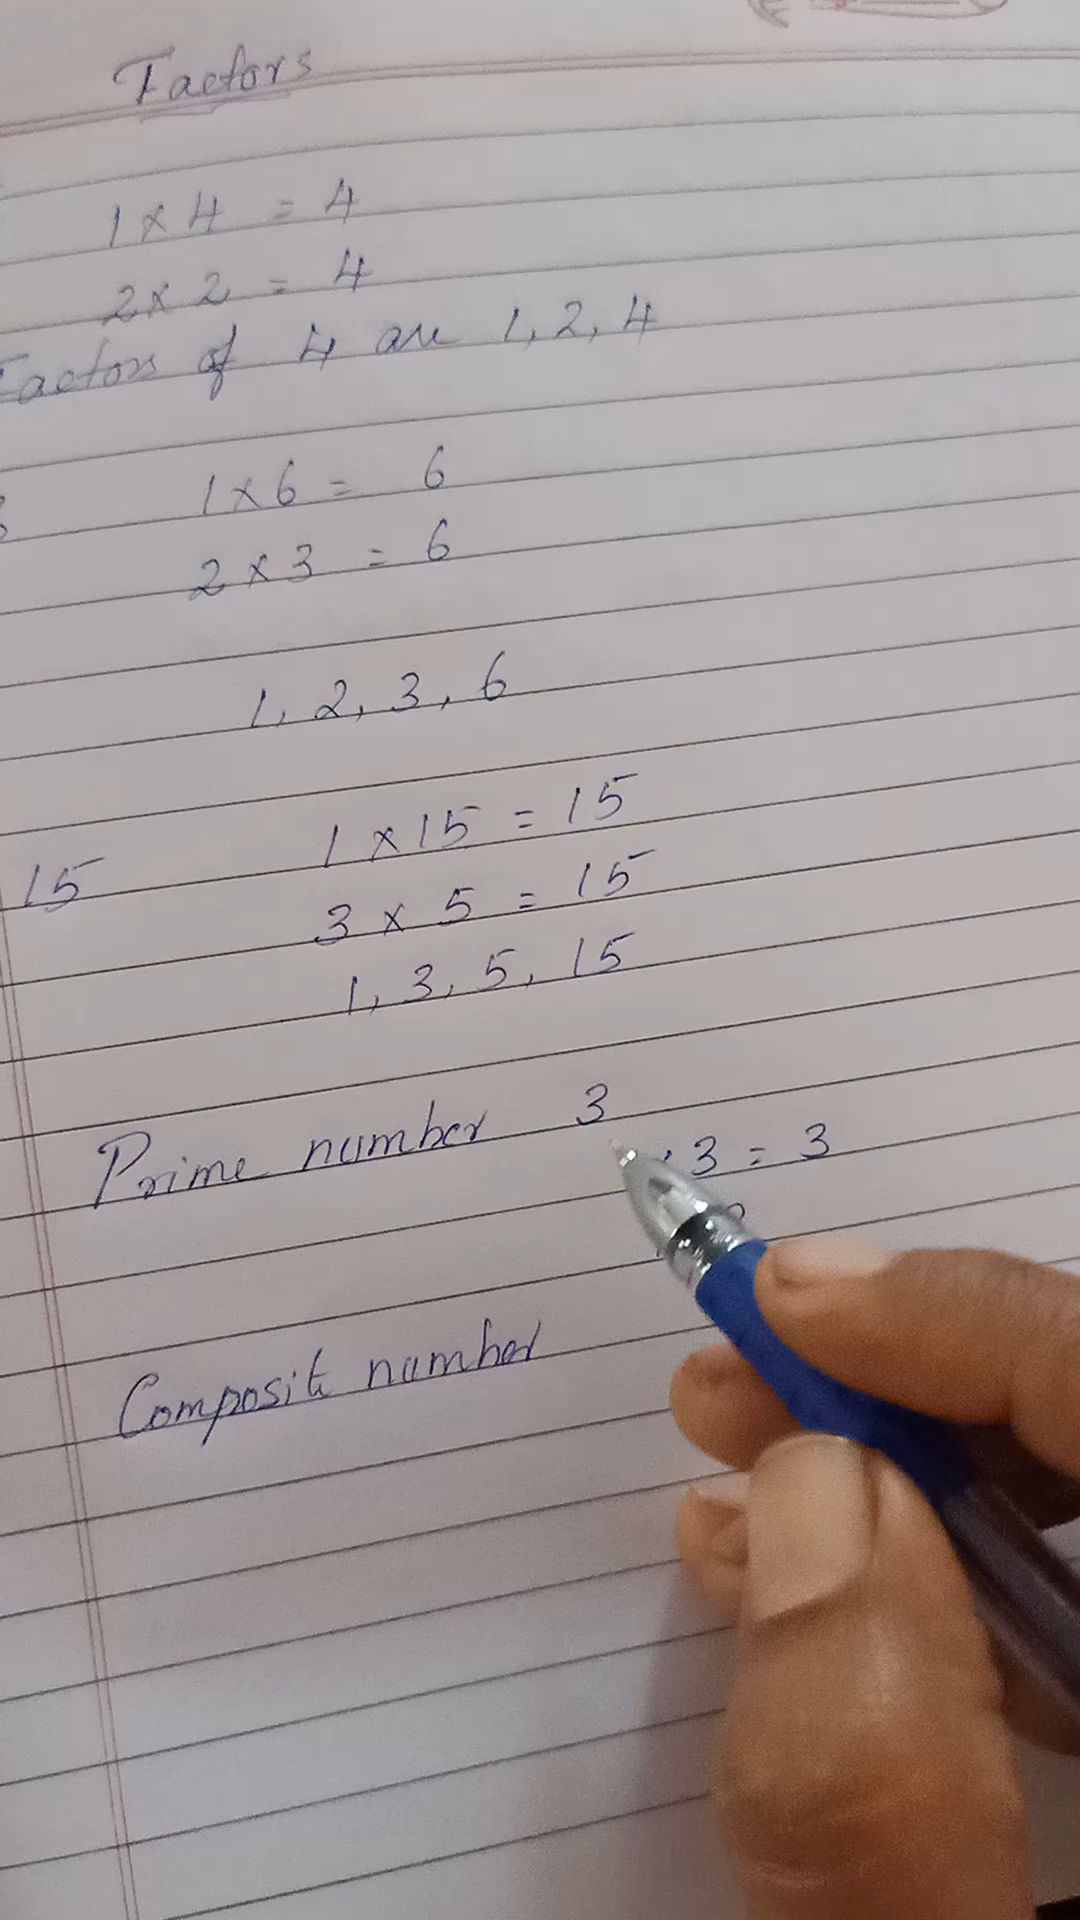 Factors
1 × 4 = 4
2 × 2 = 4
Factors of 4 are 1, 2, 4
1 × 6 = 6
2 × 3 = 6
1, 2, 3, 6
15 1 × 15 = 15
3 × 5 = 15
1, 3, 5, 15
Prime number 3
3 = 3
Composite number